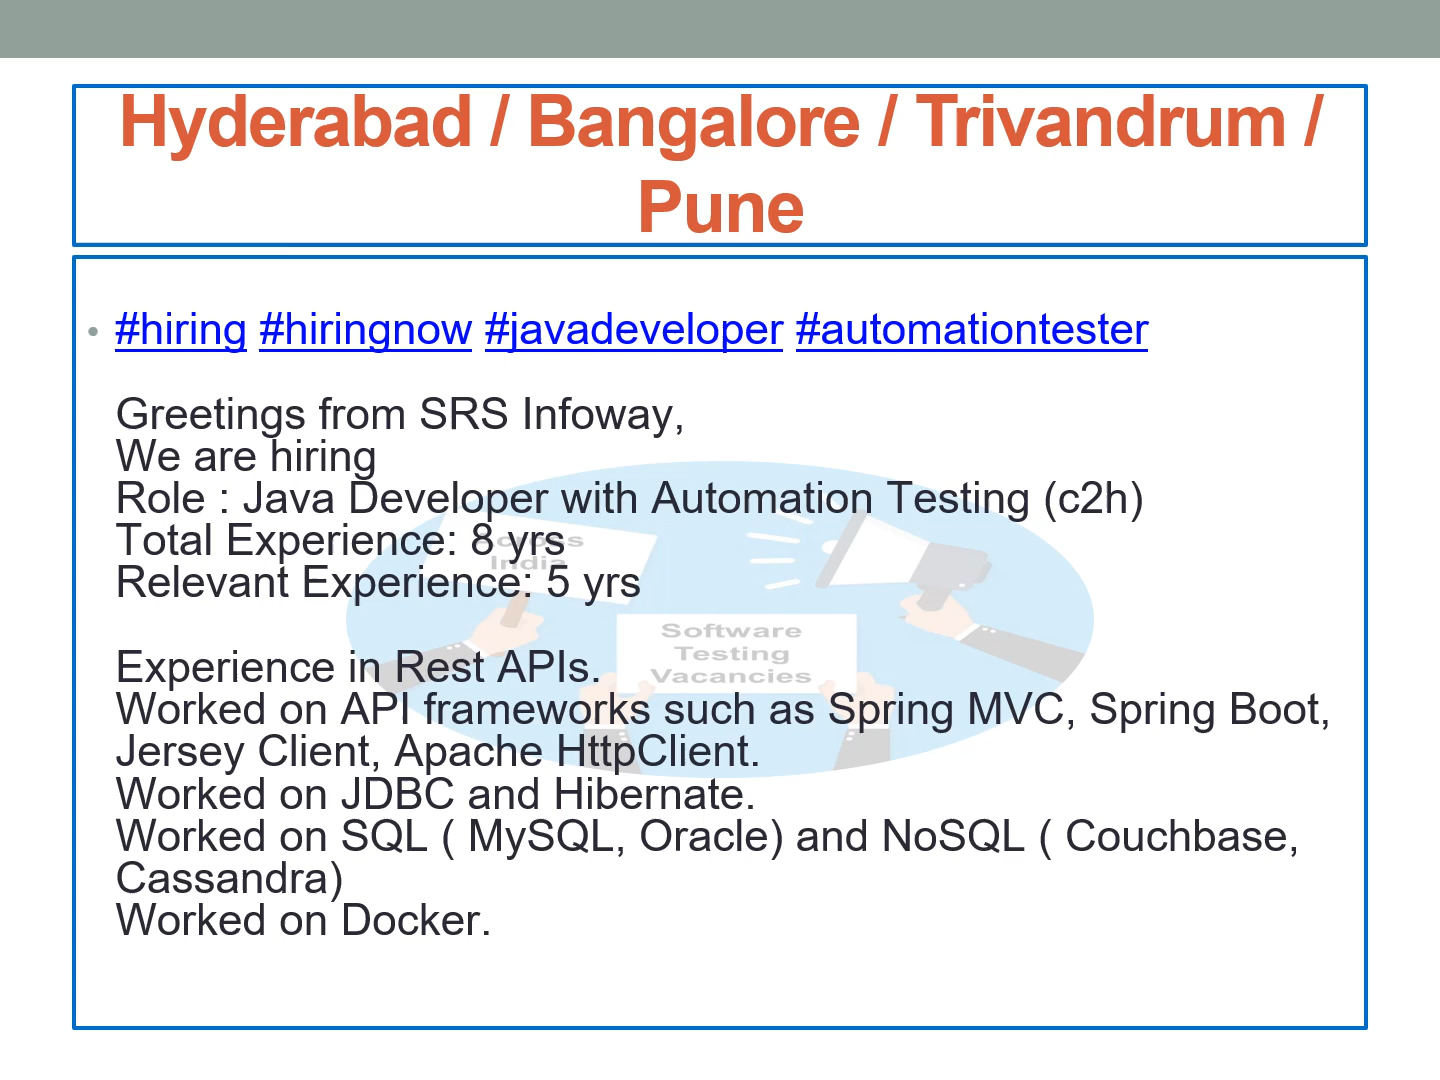 Hyderabad / Bangalore / Trivandrum /
Pune
• #hiring #hiringnow #javadeveloper #automationtester
Greetings from SRS Infoway,
We are hiring
Role : Java Developer with Automation Testing (c2h)
Total Experience: 8 yrs
Across
India
Relevant Experience: 5 yrs
Software
Testing
Vacancies
Experience in Rest APIs.
Worked on API frameworks such as Spring MVC, Spring Boot,
Jersey Client, Apache HttpClient.
Worked on JDBC and Hibernate.
Worked on SQL ( MySQL, Oracle) and NoSQL ( Couchbase,
Cassandra)
Worked on Docker.